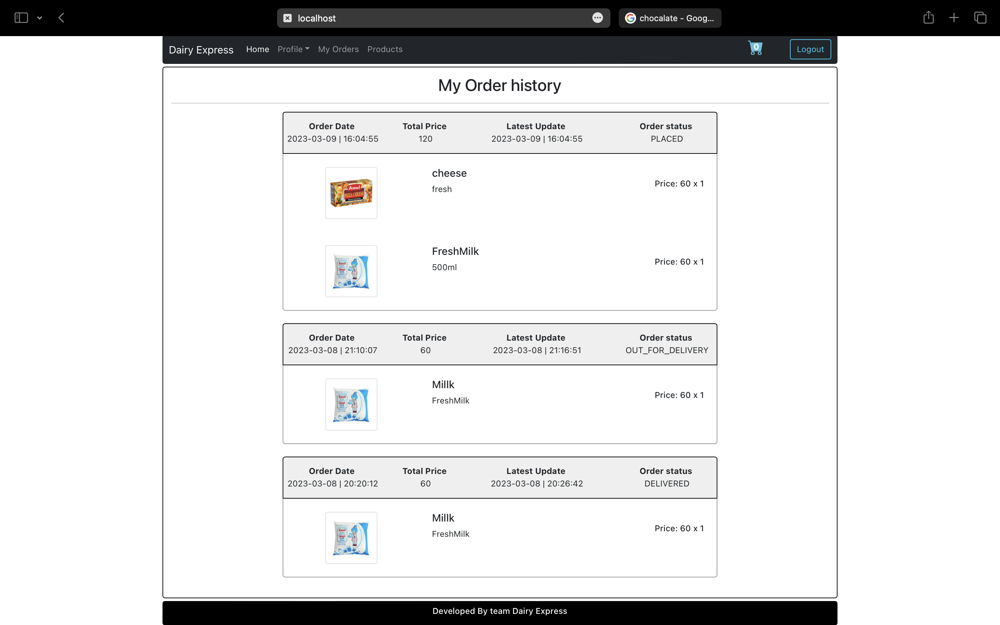 localhost
chocalate - Goog...
Dairy Express Home Profile My Orders Products 0 Logout
My Order history
Order Date Total Price Latest Update Order status
2023-03-09 | 16:04:55 120 2023-03-09 | 16:04:55 PLACED
Amul
PIZZA CHEESE
PROCESSED
cheese
fresh
Price: 60 x 1
Amul
FreshMilk
500ml
Price: 60 x 1
Order Date Total Price Latest Update Order status
2023-03-08 | 21:10:07 60 2023-03-08 | 21:16:51 OUT_FOR_DELIVERY
Amul
Millk
FreshMilk
Price: 60 x 1
Order Date Total Price Latest Update Order status
2023-03-08 | 20:20:12 60 2023-03-08 | 20:26:42 DELIVERED
Amul
Millk
FreshMilk
Price: 60 x 1
Developed By team Dairy Express